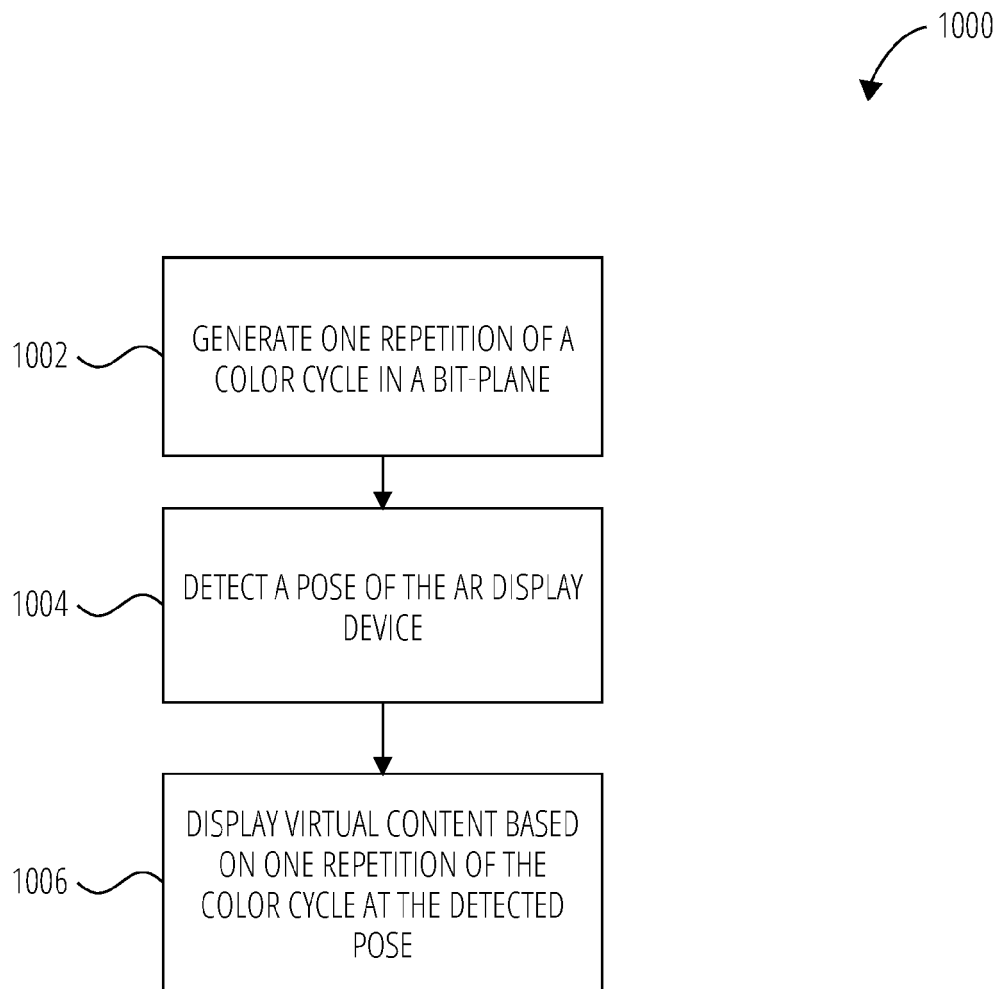 1000
1002
GENERATE ONE REPETITION OF A
COLOR CYCLE IN A BIT-PLANE
1004
DETECT A POSE OF THE AR DISPLAY
DEVICE
1006
DISPLAY VIRTUAL CONTENT BASED
ON ONE REPETITION OF THE
COLOR CYCLE AT THE DETECTED
POSE